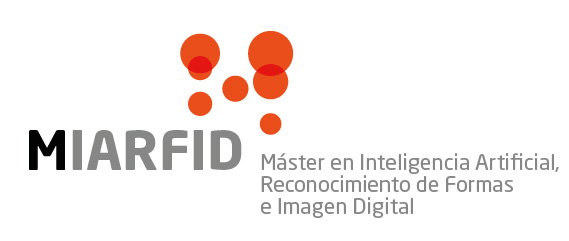 MIARFID
Máster en Inteligencia Artificial,
Reconocimiento de Formas
e Imagen Digital